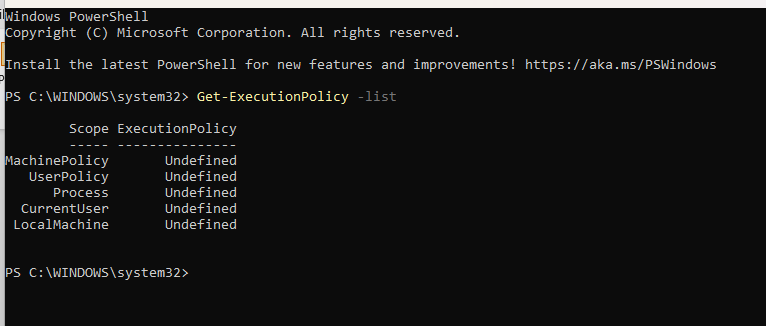 Windows PowerShell
Copyright (C) Microsoft Corporation. All rights reserved.
Install the latest PowerShell for new features and improvements! https://aka.ms/PSWindows
PS C:\WINDOWS\system32> Get-ExecutionPolicy -list
        Scope ExecutionPolicy
        ----- ---------------
MachinePolicy       Undefined
   UserPolicy       Undefined
      Process       Undefined
  CurrentUser       Undefined
 LocalMachine       Undefined
PS C:\WINDOWS\system32>